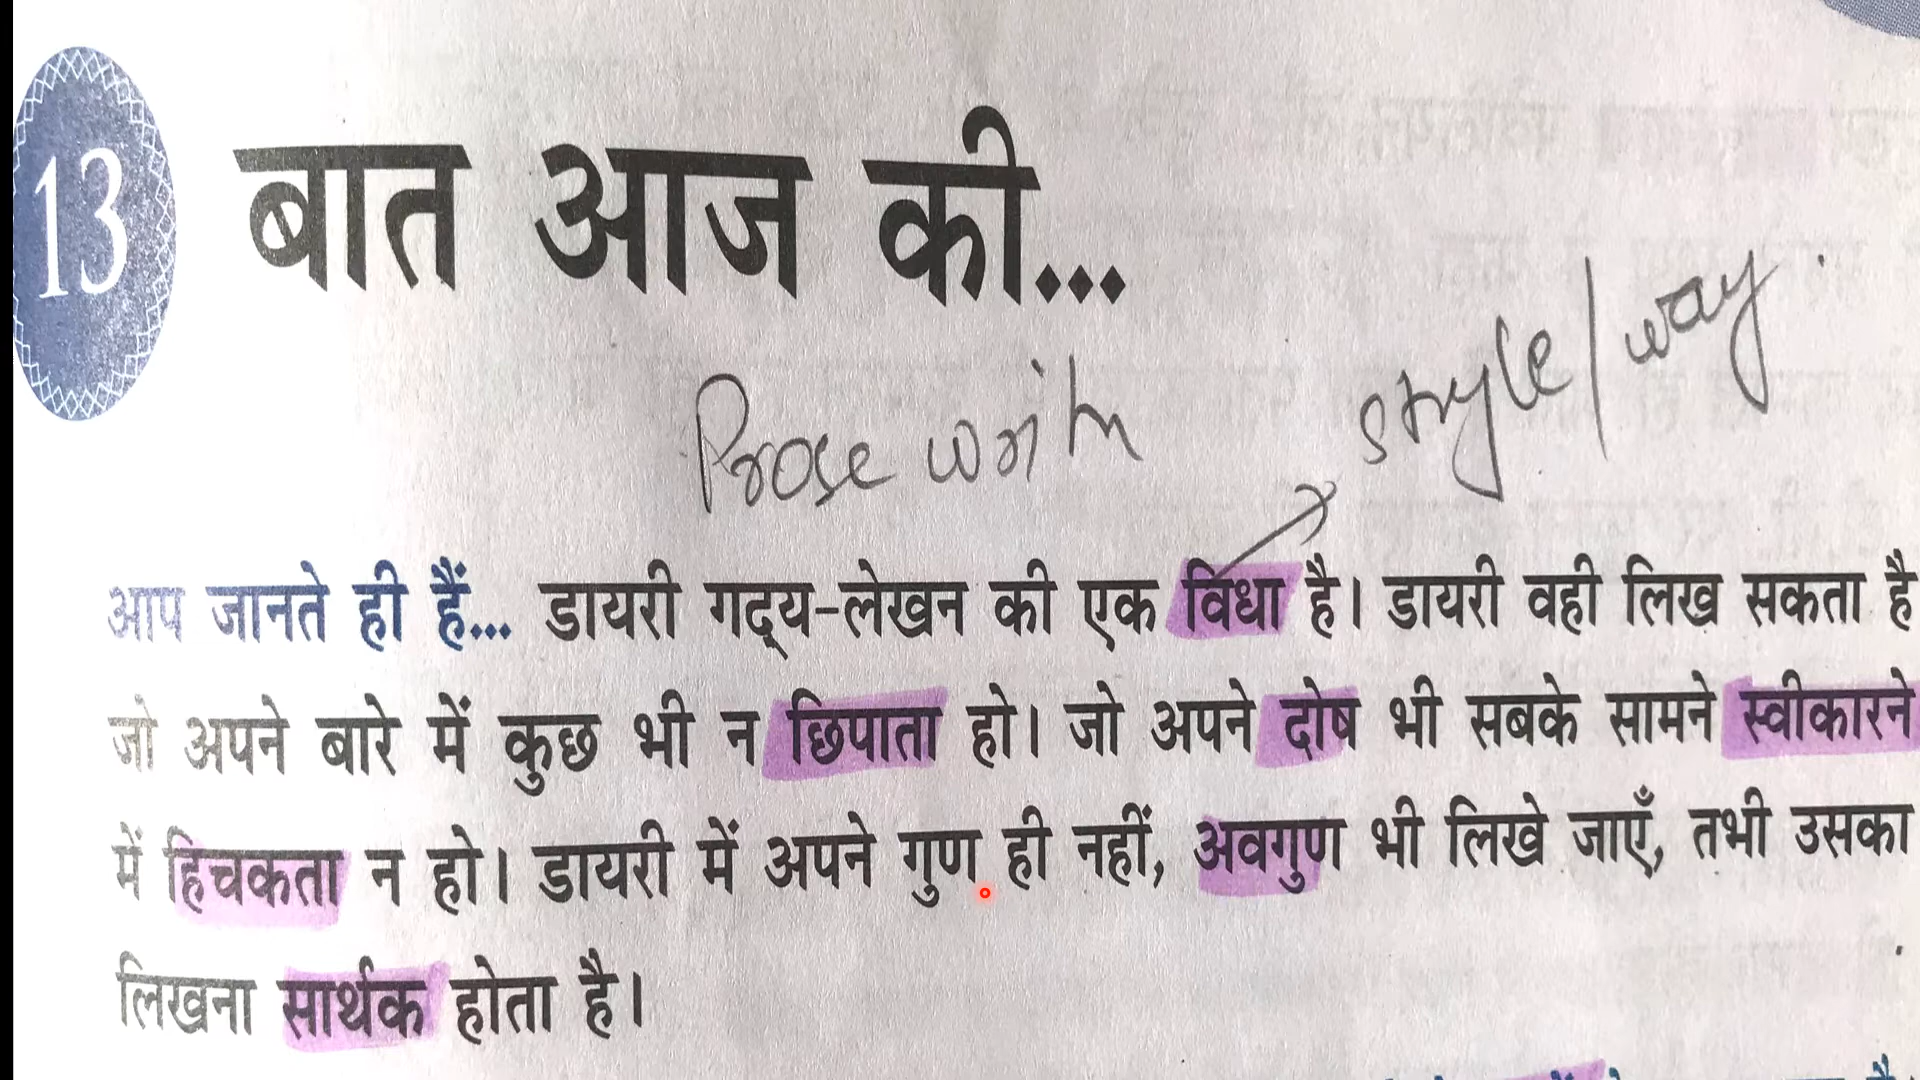 13
बात आज की...
style/way.
Prose writin
आप जानते ही हैं... डायरी गद्य-लेखन की एक विधा है। डायरी वही लिख सकता है
जो अपने बारे में कुछ भी न छिपाता हो। जो अपने दोष भी सबके सामने स्वीकारने
में हिचकता न हो। डायरी में अपने गुण ही नहीं, अवगुण भी लिखे जाएँ, तभी उसका
लिखना सार्थक होता है।